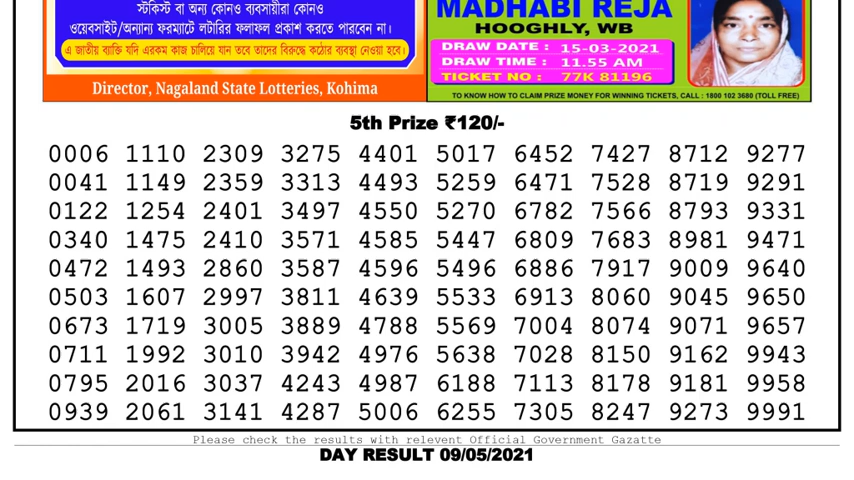 স্টকিস্ট বা অন্য কোনও ব্যবসায়ীরা কোনও
ওয়েবসাইট/অন্যান্য ফরম্যাটে লটারির ফলাফল প্রকাশ করতে পারবেন না।
এ জাতীয় ব্যক্তি যদি এরকম কাজ চালিয়ে যান তবে তাদের বিরুদ্ধে কঠোর ব্যবস্থা নেওয়া হবে।
Director, Nagaland State Lotteries, Kohima
MADHABI REJA
HOOGHLY, WB
DRAW DATE : 15-03-2021
DRAW TIME : 11.55 AM
TICKET NO : 77K 81196
TO KNOW HOW TO CLAIM PRIZE MONEY FOR WINNING TICKETS, CALL : 1800 102 3680 (TOLL FREE)
5th Prize ₹120/-
0006 1110 2309 3275 4401 5017 6452 7427 8712 9277
0041 1149 2359 3313 4493 5259 6471 7528 8719 9291
0122 1254 2401 3497 4550 5270 6782 7566 8793 9331
0340 1475 2410 3571 4585 5447 6809 7683 8981 9471
0472 1493 2860 3587 4596 5496 6886 7917 9009 9640
0503 1607 2997 3811 4639 5533 6913 8060 9045 9650
0673 1719 3005 3889 4788 5569 7004 8074 9071 9657
0711 1992 3010 3942 4976 5638 7028 8150 9162 9943
0795 2016 3037 4243 4987 6188 7113 8178 9181 9958
0939 2061 3141 4287 5006 6255 7305 8247 9273 9991
Please check the results with relevent Official Government Gazatte
DAY RESULT 09/05/2021